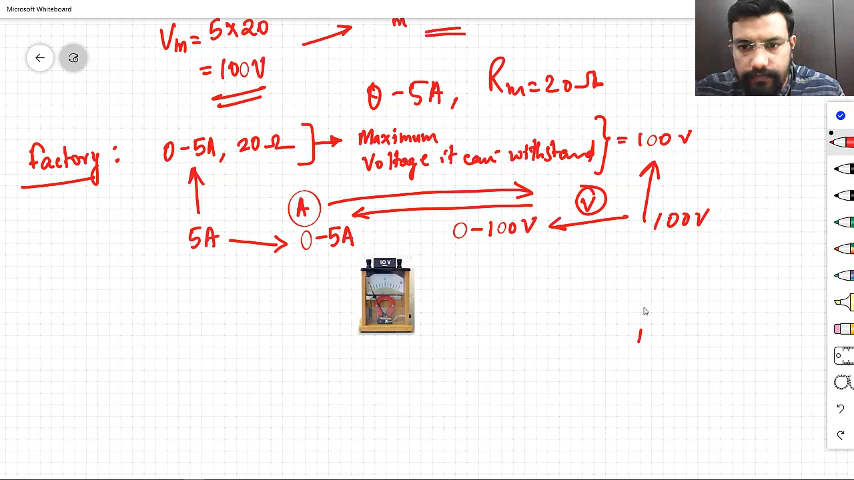 Microsoft Whiteboard
Vm = 5×20
= 100V
m
0-5A, Rm=20Ω
Factory : 0-5A, 20Ω ] → Maximum Voltage it can withstand } = 100V
A V
5A → 0-5A 0-100V 100V
10 V